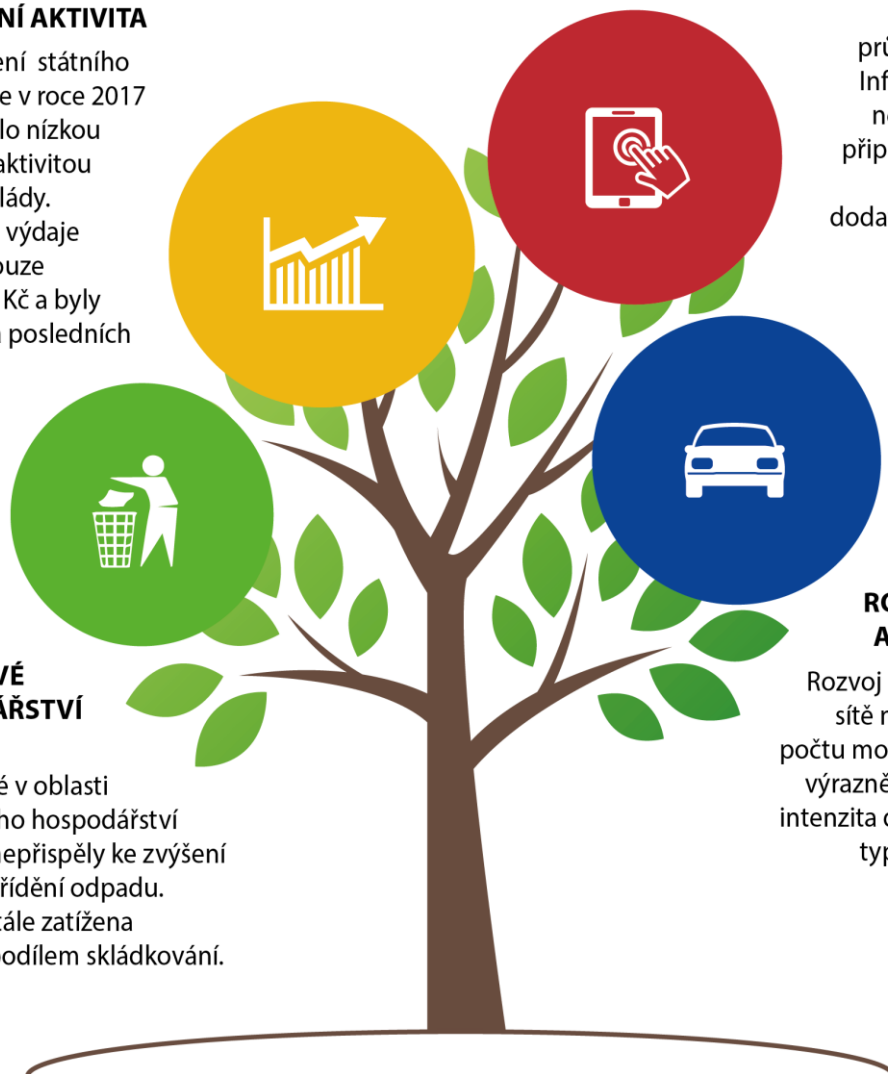 NÍ AKTIVITA
ení státního
e v roce 2017
lo nízkou
aktivitou
lády.
výdaje
ouze
Kč a byly
a posledních
prů
Inf
ne
přip
doda
VÉ
ÁŘSTVÍ
é v oblasti
ho hospodářství
nepřispěly ke zvýšení
řídění odpadu.
tále zatížena
podílem skládkování.
RO
A
Rozvoj
sítě n
počtu mo
výrazně
intenzita d
typ